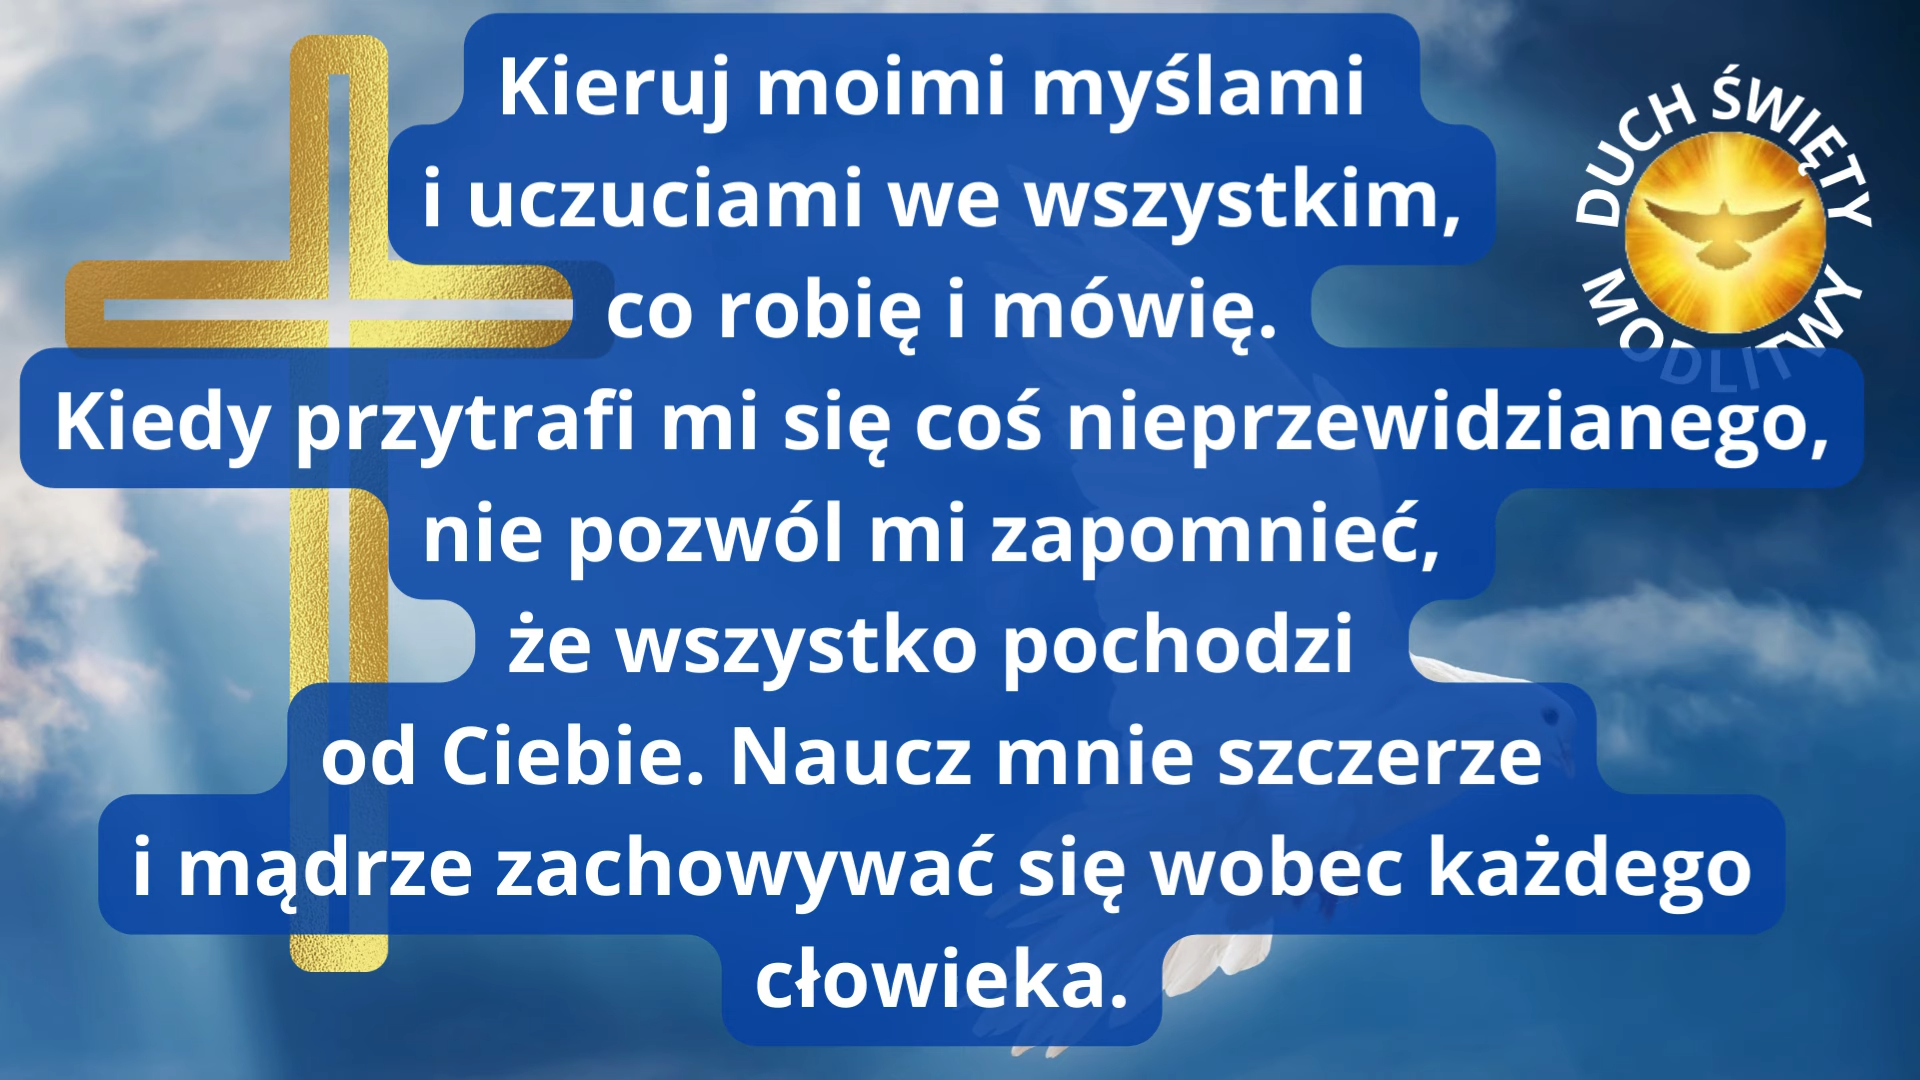 Kieruj moimi myślami
i uczuciami we wszystkim,
co robię i mówię.
Kiedy przytrafi mi się coś nieprzewidzianego,
nie pozwól mi zapomnieć,
że wszystko pochodzi
od Ciebie. Naucz mnie szczerze
i mądrze zachowywać się wobec każdego
cłowieka.
DUCH ŚWIĘTY
MODLITWY